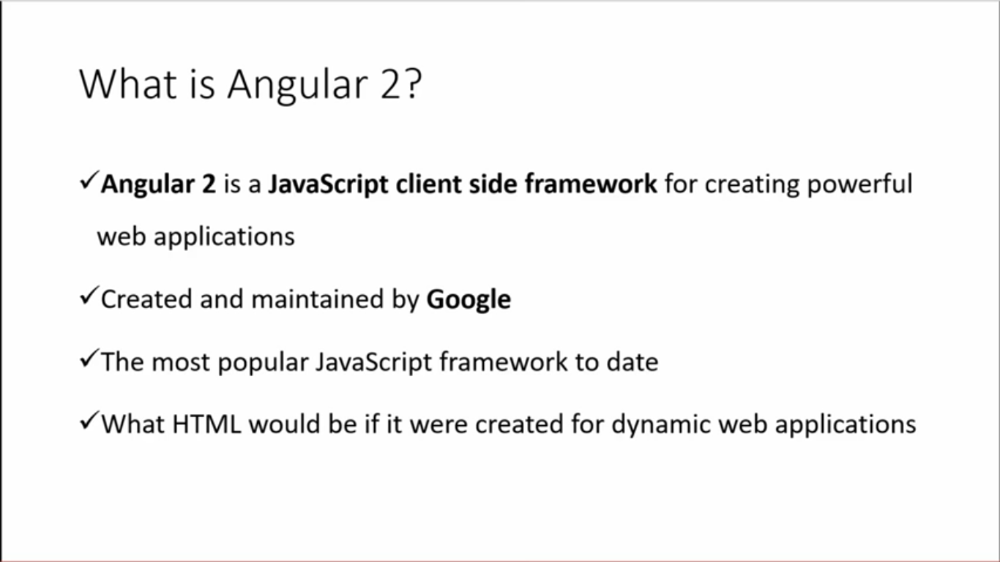 What is Angular 2?
✓Angular 2 is a JavaScript client side framework for creating powerful
web applications
✓Created and maintained by Google
✓The most popular JavaScript framework to date
✓What HTML would be if it were created for dynamic web applications